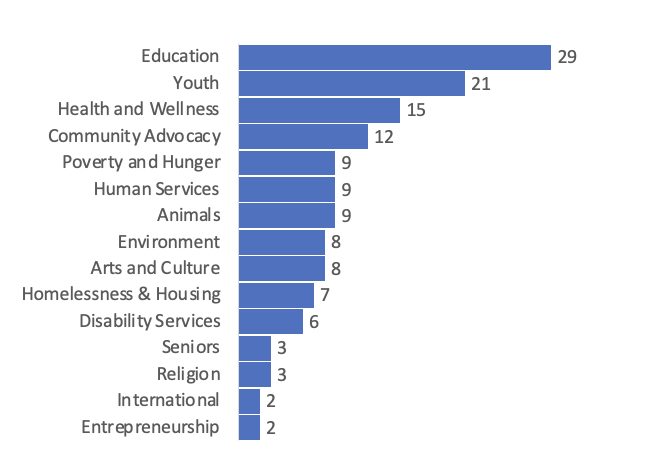 Education 29
Youth 21
Health and Wellness 15
Community Advocacy 12
Poverty and Hunger 9
Human Services 9
Animals 9
Environment 8
Arts and Culture 8
Homelessness & Housing 7
Disability Services 6
Seniors 3
Religion 3
International 2
Entrepreneurship 2